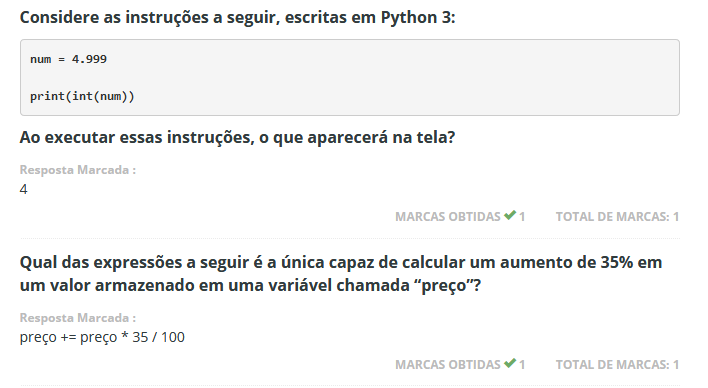 Considere as instruções a seguir, escritas em Python 3:
num = 4.999
print(int(num))
Ao executar essas instruções, o que aparecerá na tela?
Resposta Marcada :
4
MARCAS OBTIDAS ✔ 1 TOTAL DE MARCAS: 1
Qual das expressões a seguir é a única capaz de calcular um aumento de 35% em
um valor armazenado em uma variável chamada “preço”?
Resposta Marcada :
preço += preço * 35 / 100
MARCAS OBTIDAS ✔ 1 TOTAL DE MARCAS: 1